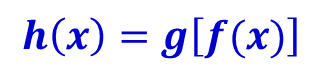 h(x) = g[f(x)]